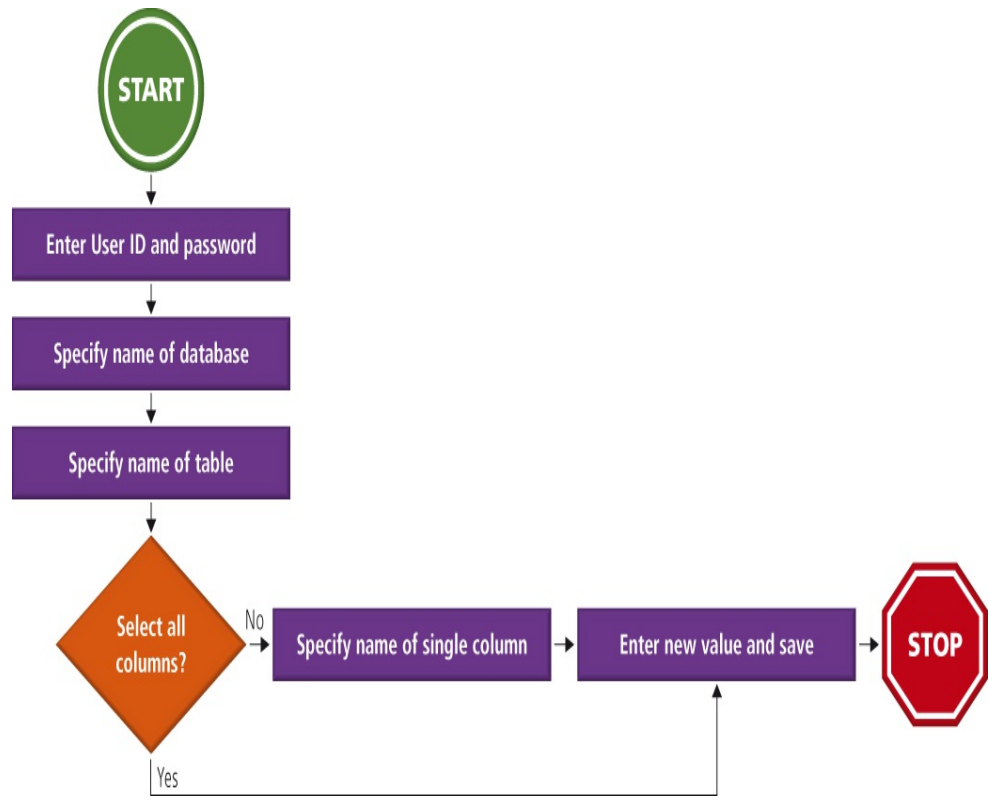 START
Enter User ID and password
Specify name of database
Specify name of table
Select all
columns?
No
Specify name of single column
Enter new value and save
STOP
Yes